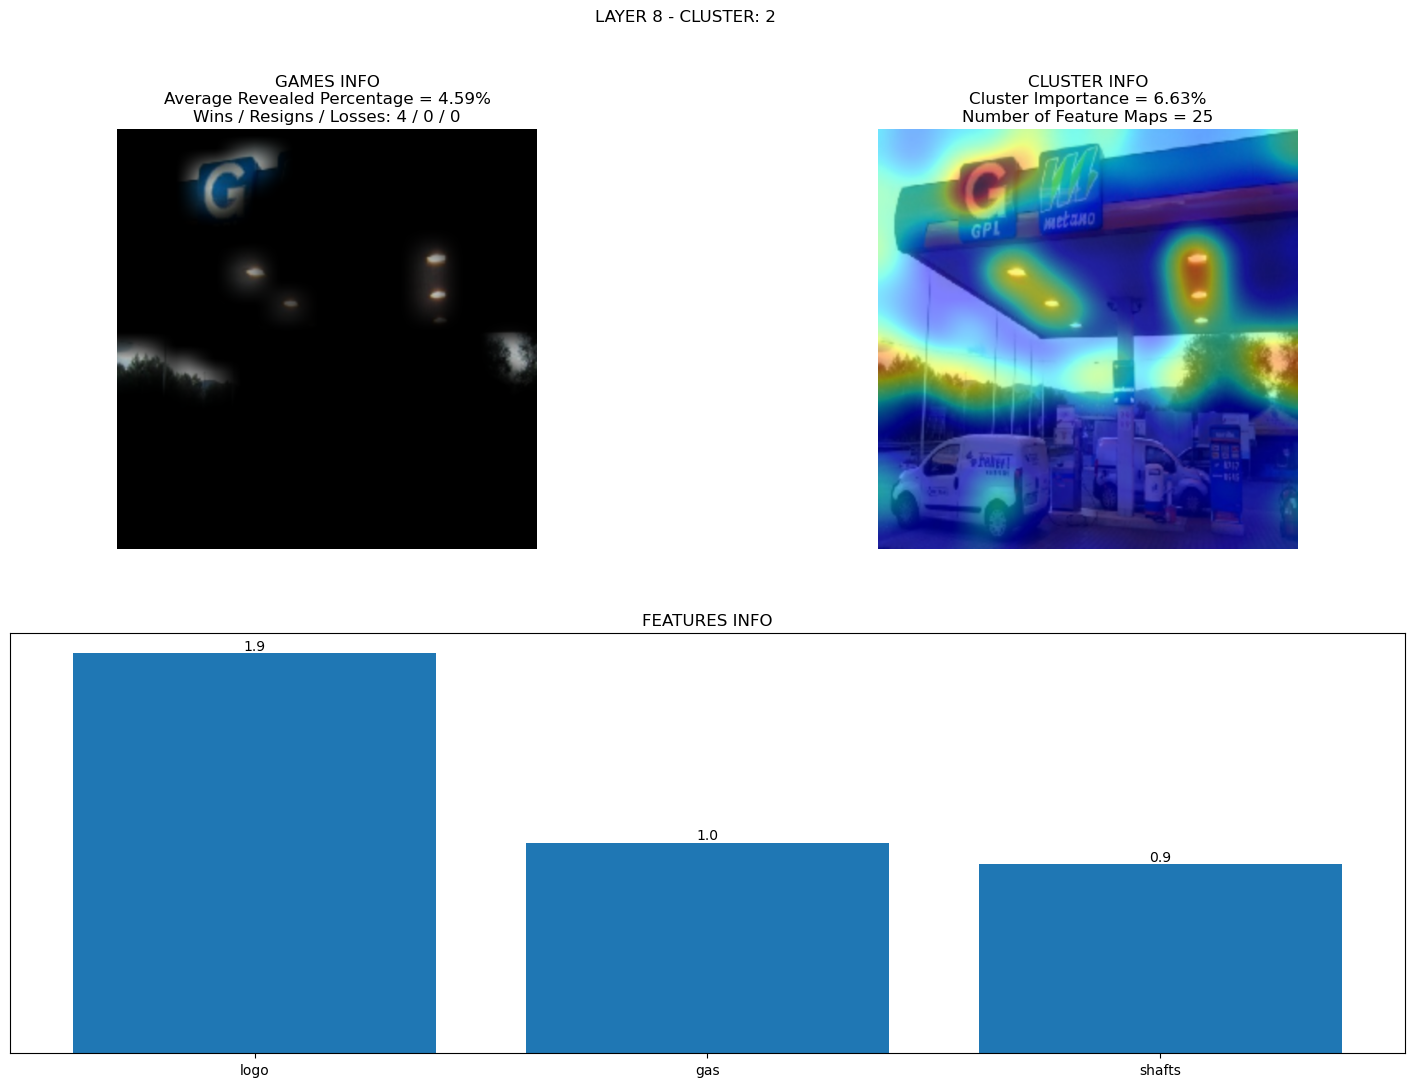 LAYER 8 - CLUSTER: 2
GAMES INFO
Average Revealed Percentage = 4.59%
Wins / Resigns / Losses: 4 / 0 / 0
G
CLUSTER INFO
Cluster Importance = 6.63%
Number of Feature Maps = 25
G
GPL
metano
FEATURES INFO
1.9
1.0
0.9
logo
gas
shafts